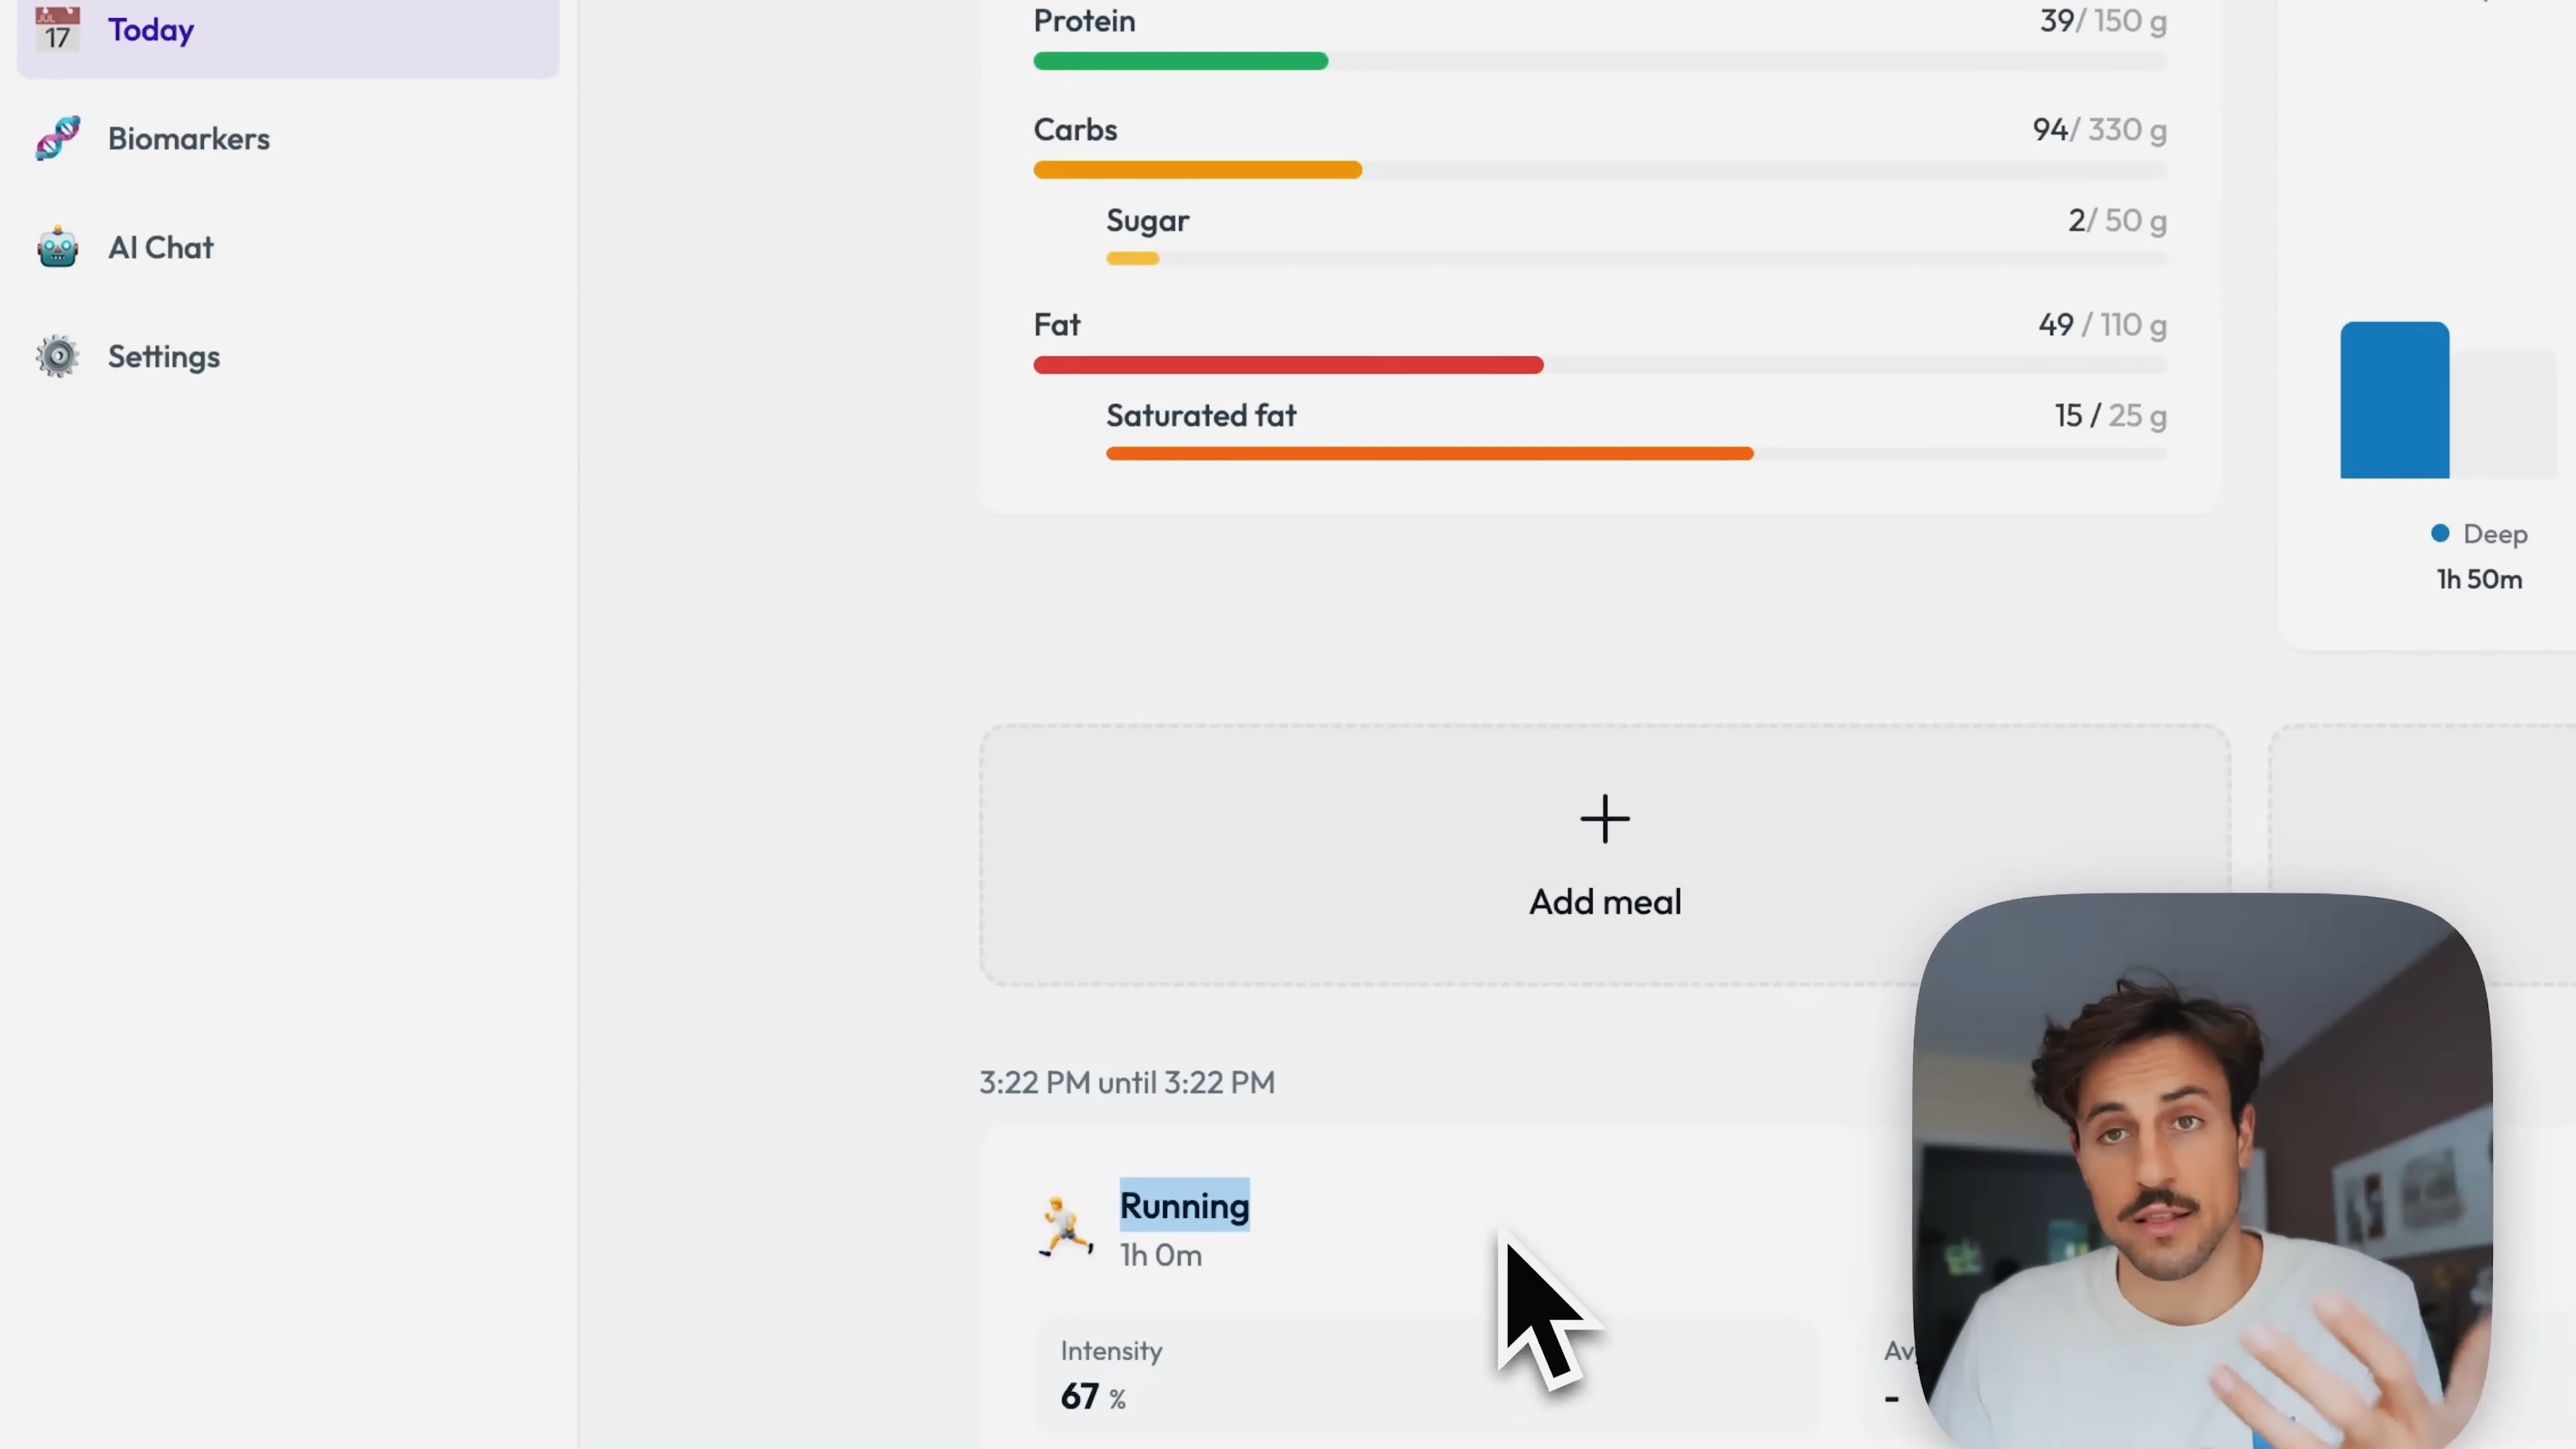 JUL
17
Today
Biomarkers
AI Chat
Settings
Protein
39/ 150 g
Carbs
94/ 330 g
Sugar
2/ 50 g
Fat
49 / 110 g
Saturated fat
15 / 25 g
Deep
1h 50m
Add meal
3:22 PM until 3:22 PM
Running
1h 0m
Intensity
67 %
-